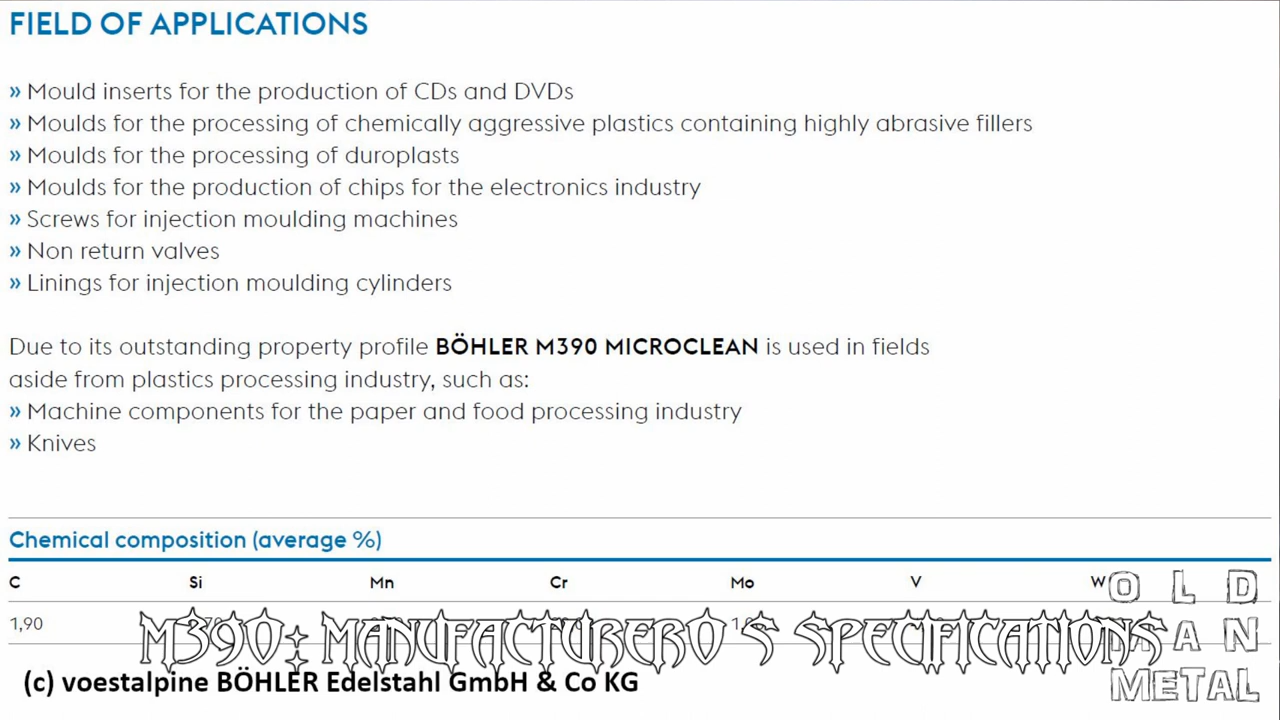 FIELD OF APPLICATIONS
» Mould inserts for the production of CDs and DVDs
» Moulds for the processing of chemically aggressive plastics containing highly abrasive fillers
» Moulds for the processing of duroplasts
» Moulds for the production of chips for the electronics industry
» Screws for injection moulding machines
» Non return valves
» Linings for injection moulding cylinders
Due to its outstanding property profile BÖHLER M390 MICROCLEAN is used in fields
aside from plastics processing industry, such as:
» Machine components for the paper and food processing industry
» Knives
Chemical composition (average %)
C Si Mn Cr Mo V W
1,90
M390: MANUFACTURERO'S SPECIFICATIONS
(c) voestalpine BÖHLER Edelstahl GmbH & Co KG
OLD
MAN
METAL